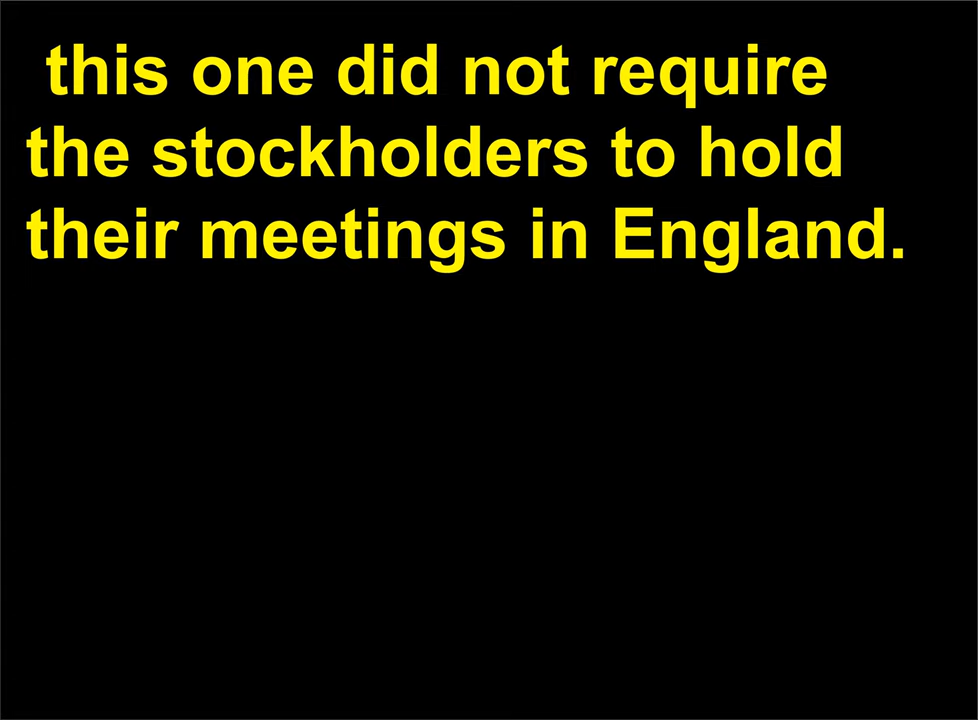 this one did not require
the stockholders to hold
their meetings in England.